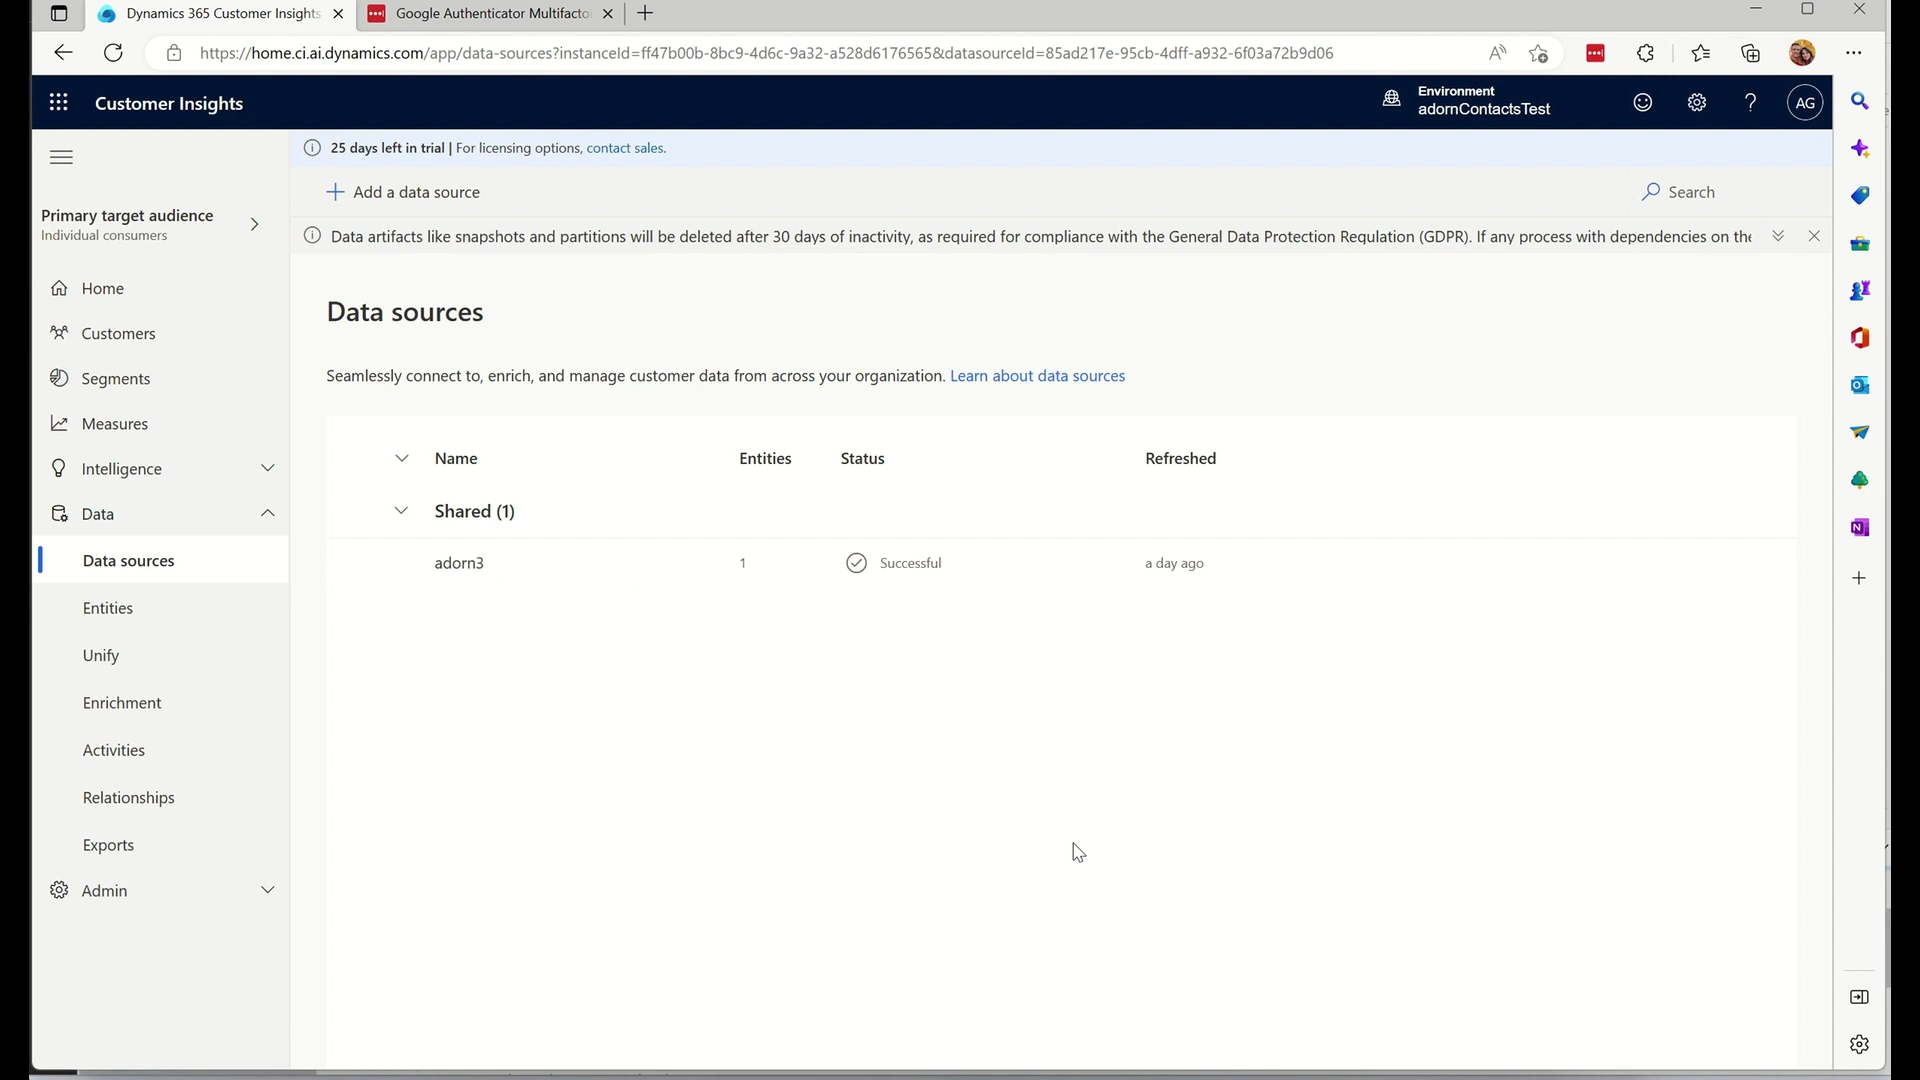 Dynamics 365 Customer Insights
Google Authenticator Multifacto
https://home.ci.ai.dynamics.com/app/data-sources?instanceId=ff47b00b-8bc9-4d6c-9a32-a528d6176565&datasourceId=85ad217e-95cb-4dff-a932-6f03a72b9d06
Customer Insights
Environment
adornContactsTest
AG
25 days left in trial | For licensing options, contact sales.
Add a data source
Search
Primary target audience
Individual consumers
Data artifacts like snapshots and partitions will be deleted after 30 days of inactivity, as required for compliance with the General Data Protection Regulation (GDPR). If any process with dependencies on the
Home
Customers
Segments
Measures
Intelligence
Data
Data sources
Entities
Unify
Enrichment
Activities
Relationships
Exports
Admin
Data sources
Seamlessly connect to, enrich, and manage customer data from across your organization. Learn about data sources
Name Entities Status Refreshed
Shared (1)
adorn3 1 Successful a day ago